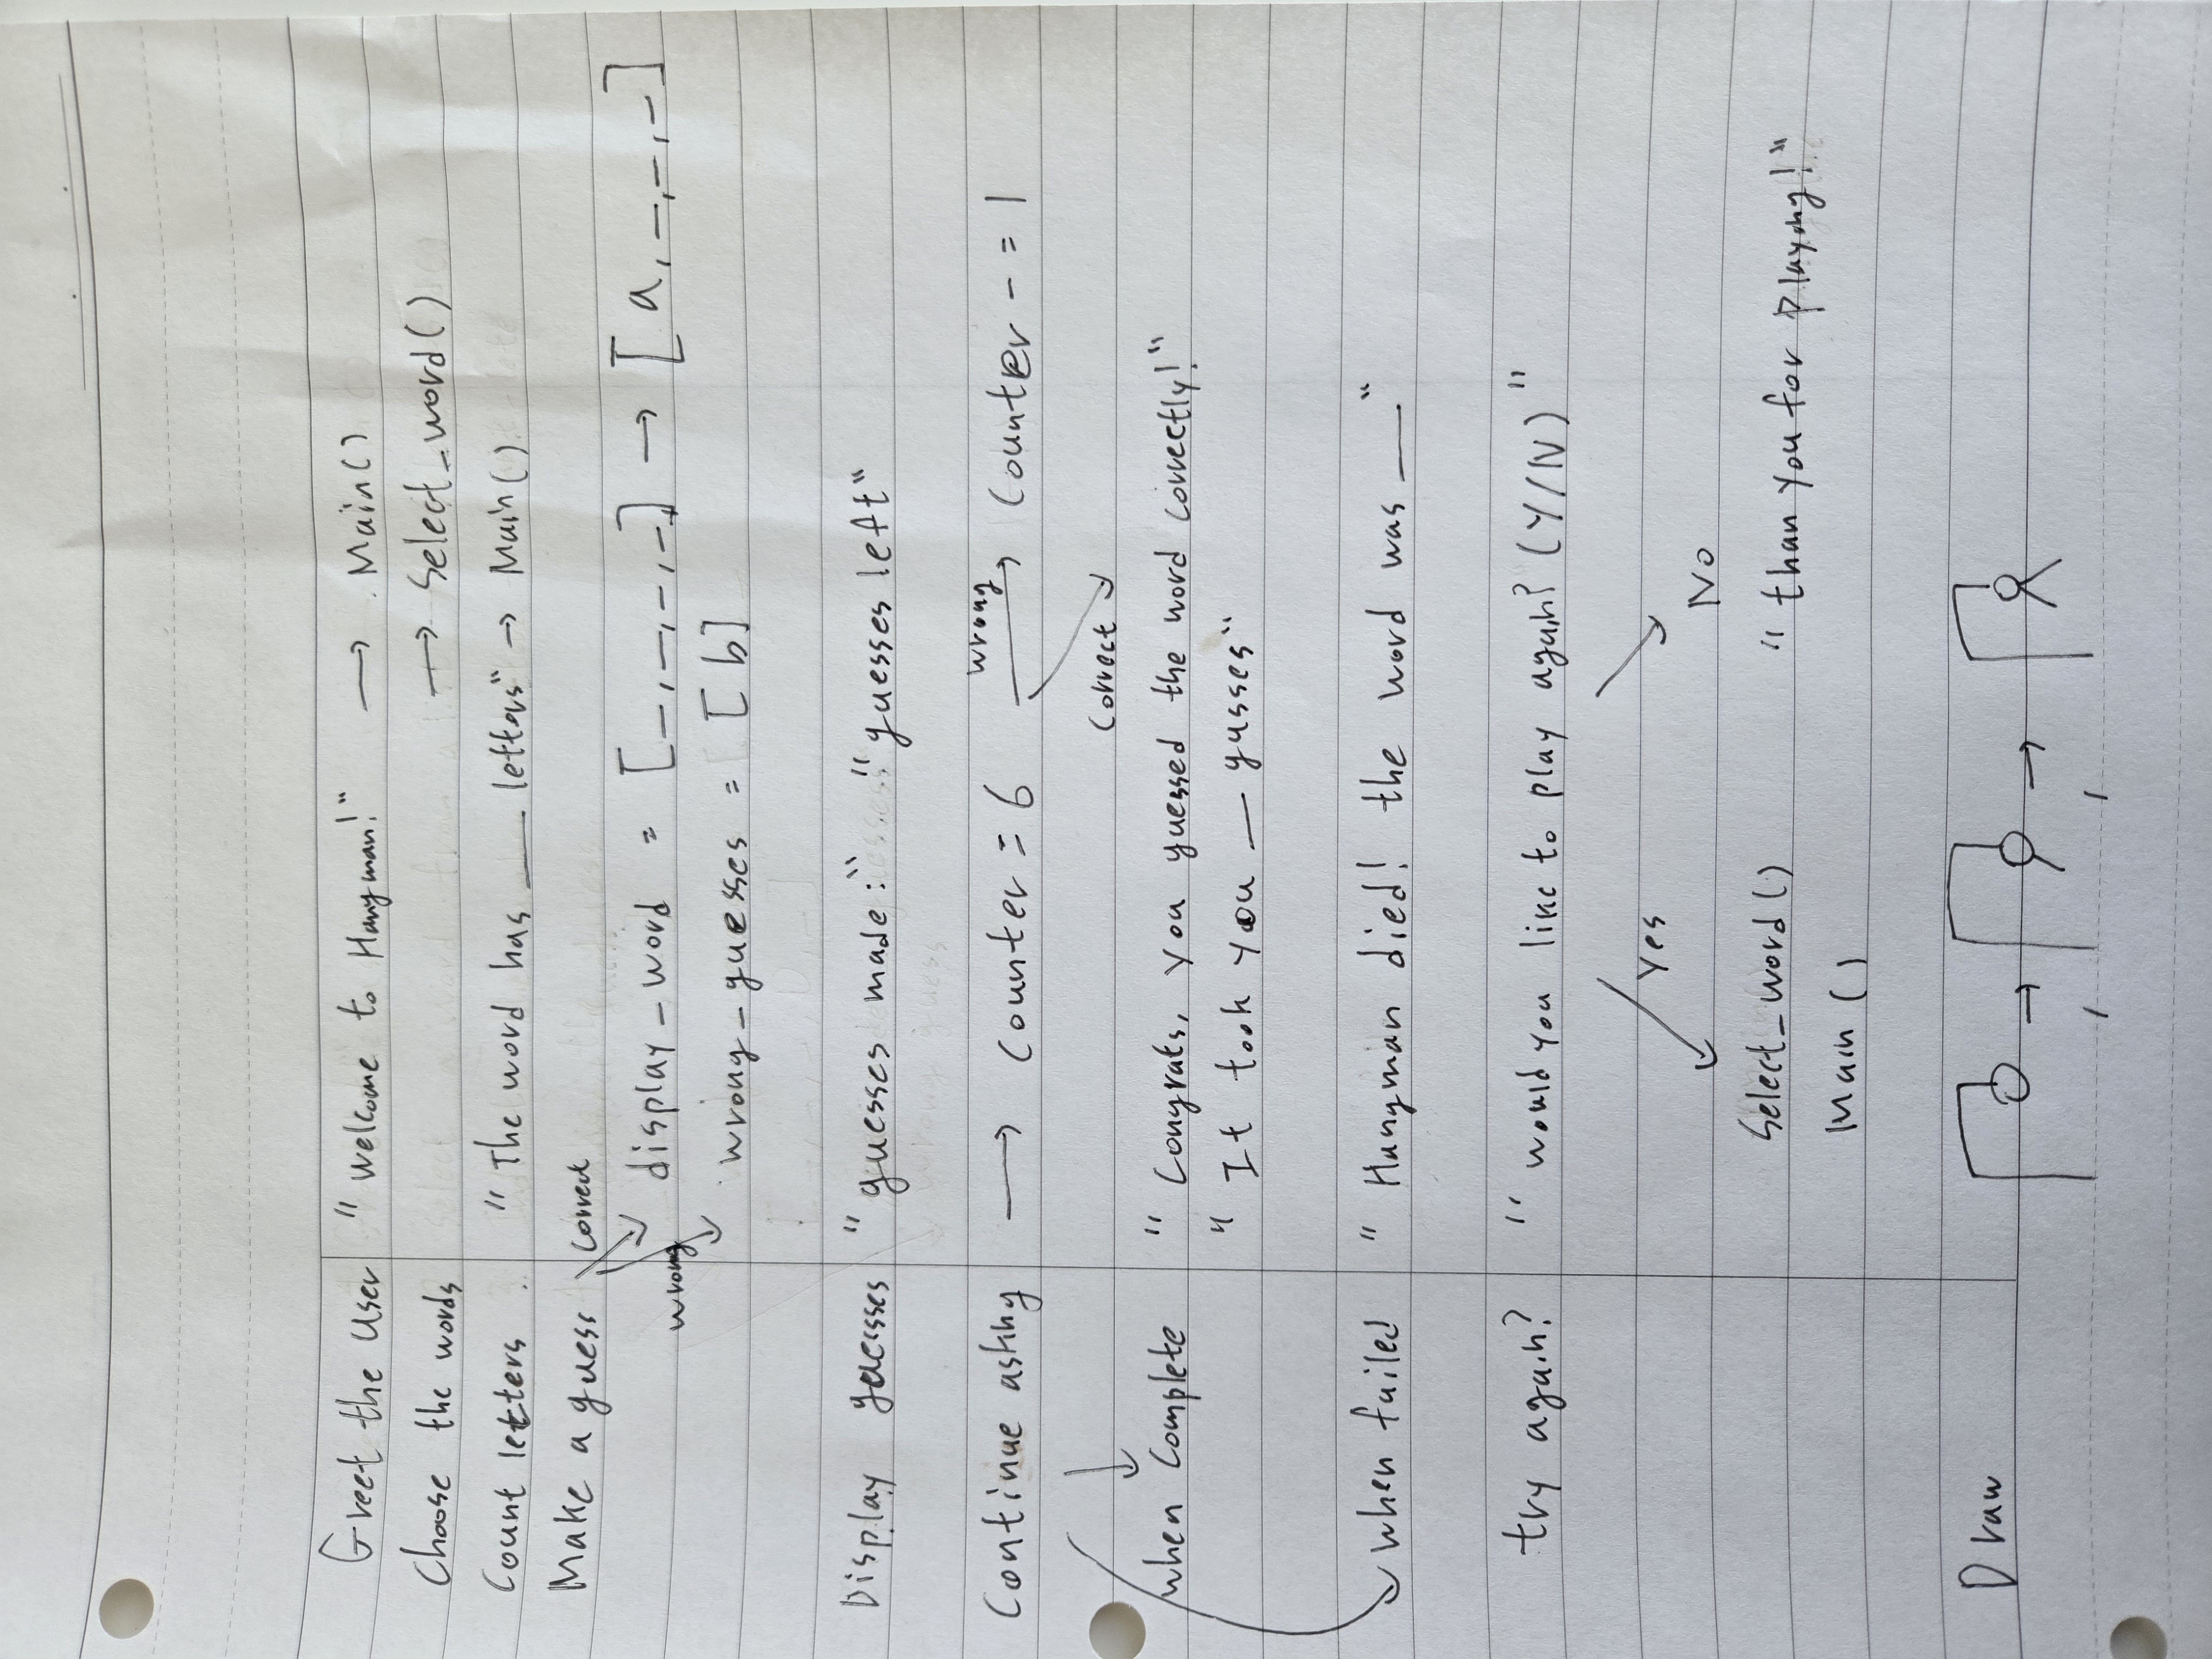 Greet the User "Welcome to Hangman!" → Main()
Choose the words → Select_word()
Count letters "The word has ___ letters" → Main()
Make a guess correct
wrong display_word = [_,_,_,_] → [a,_,_,_]
wrong_guesses = [b]
Display guesses "guesses made:" "guesses left"
wrong
Continue asking → counter = 6 → counter -= 1
correct
when complete "Congrats, you guessed the word correctly!"
"It took you __ gusses"
when failed "Hangman died! the word was ___"
try again? "would you like to play again? (Y/N)"
Yes
No
Select_word()
"than you for playing!"
Main()
Draw